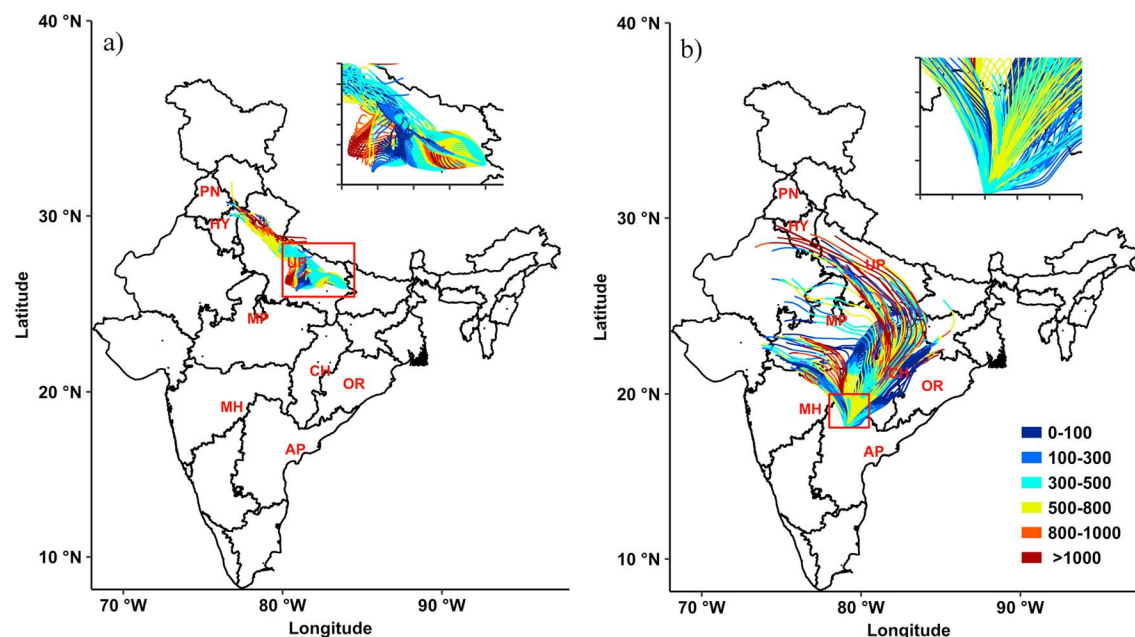 a)
40 °N
30 °N
20 °N
10 °N
Latitude
PN
HY
UP
MP
CH
OR
MH
AP
70 °W
80 °W
90 °W
Longitude
b)
40 °N
30 °N
20 °N
10 °N
Latitude
PN
HY
UP
MP
CH
OR
MH
AP
0-100
100-300
300-500
500-800
800-1000
>1000
70 °W
80 °W
90 °W
Longitude